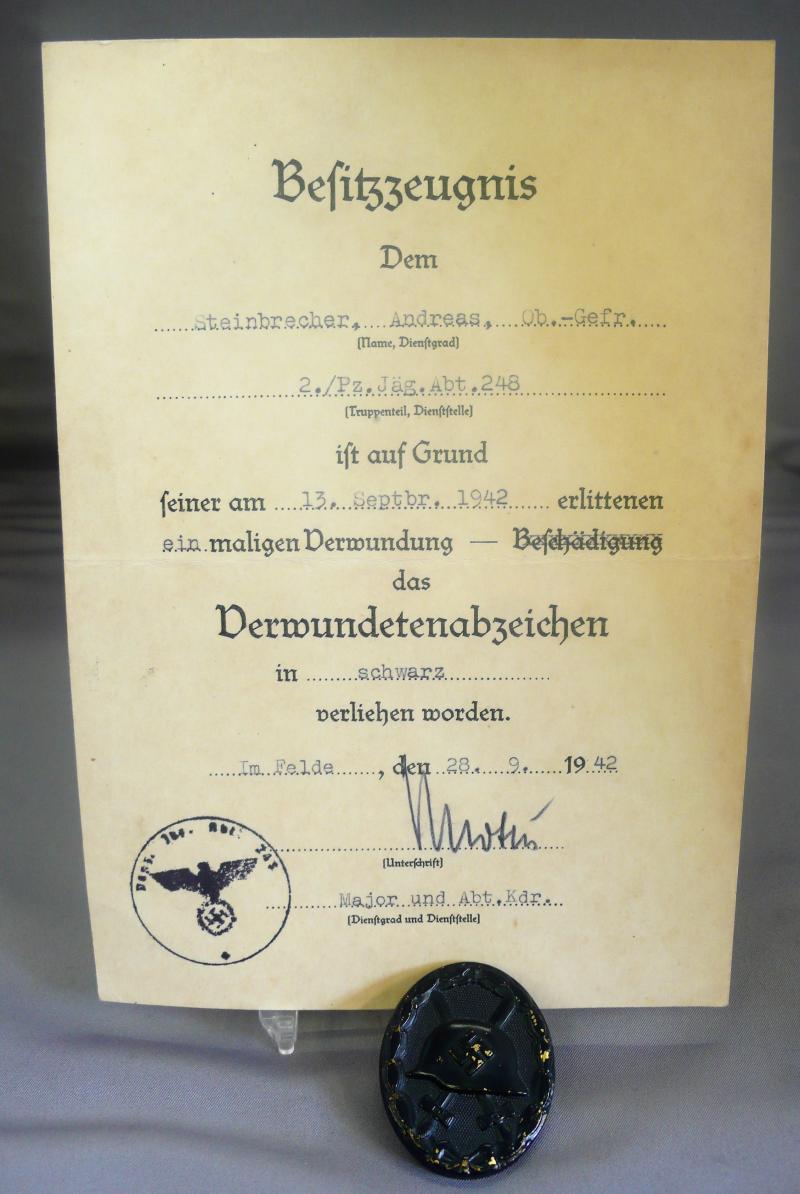 Besitzzeugnis
Dem
Steinbrecher, Andreas, Ob.-Gefr.
(Name, Dienstgrad)
2./Pz.Jäg.Abt.248
(Truppenteil, Dienststelle)
ist auf Grund
seiner am 13. Septbr. 1942 erlittenen
ein maligen Verwundung — Beschädigung
das
Verwundetenabzeichen
in schwarz
verliehen worden.
Im Felde, den 28. 9. 1942
(Unterschrift)
Major und Abt.Kdr.
(Dienstgrad und Dienststelle)